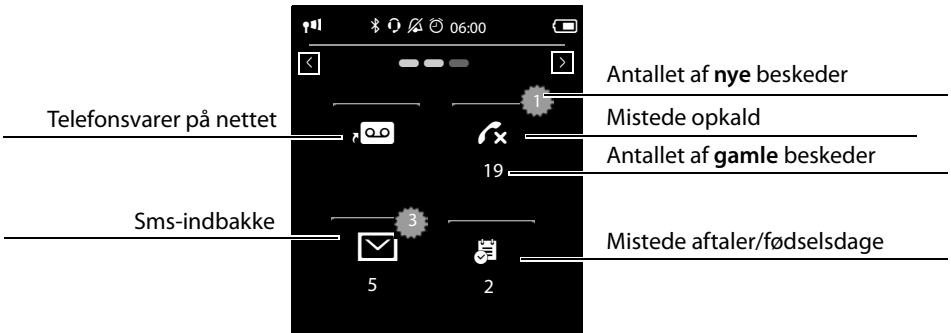 06:00
Antallet af nye beskeder
1
Telefonsvarer på nettet
Mistede opkald
19
Antallet af gamle beskeder
Sms-indbakke
3
Mistede aftaler/fødselsdage
5
2